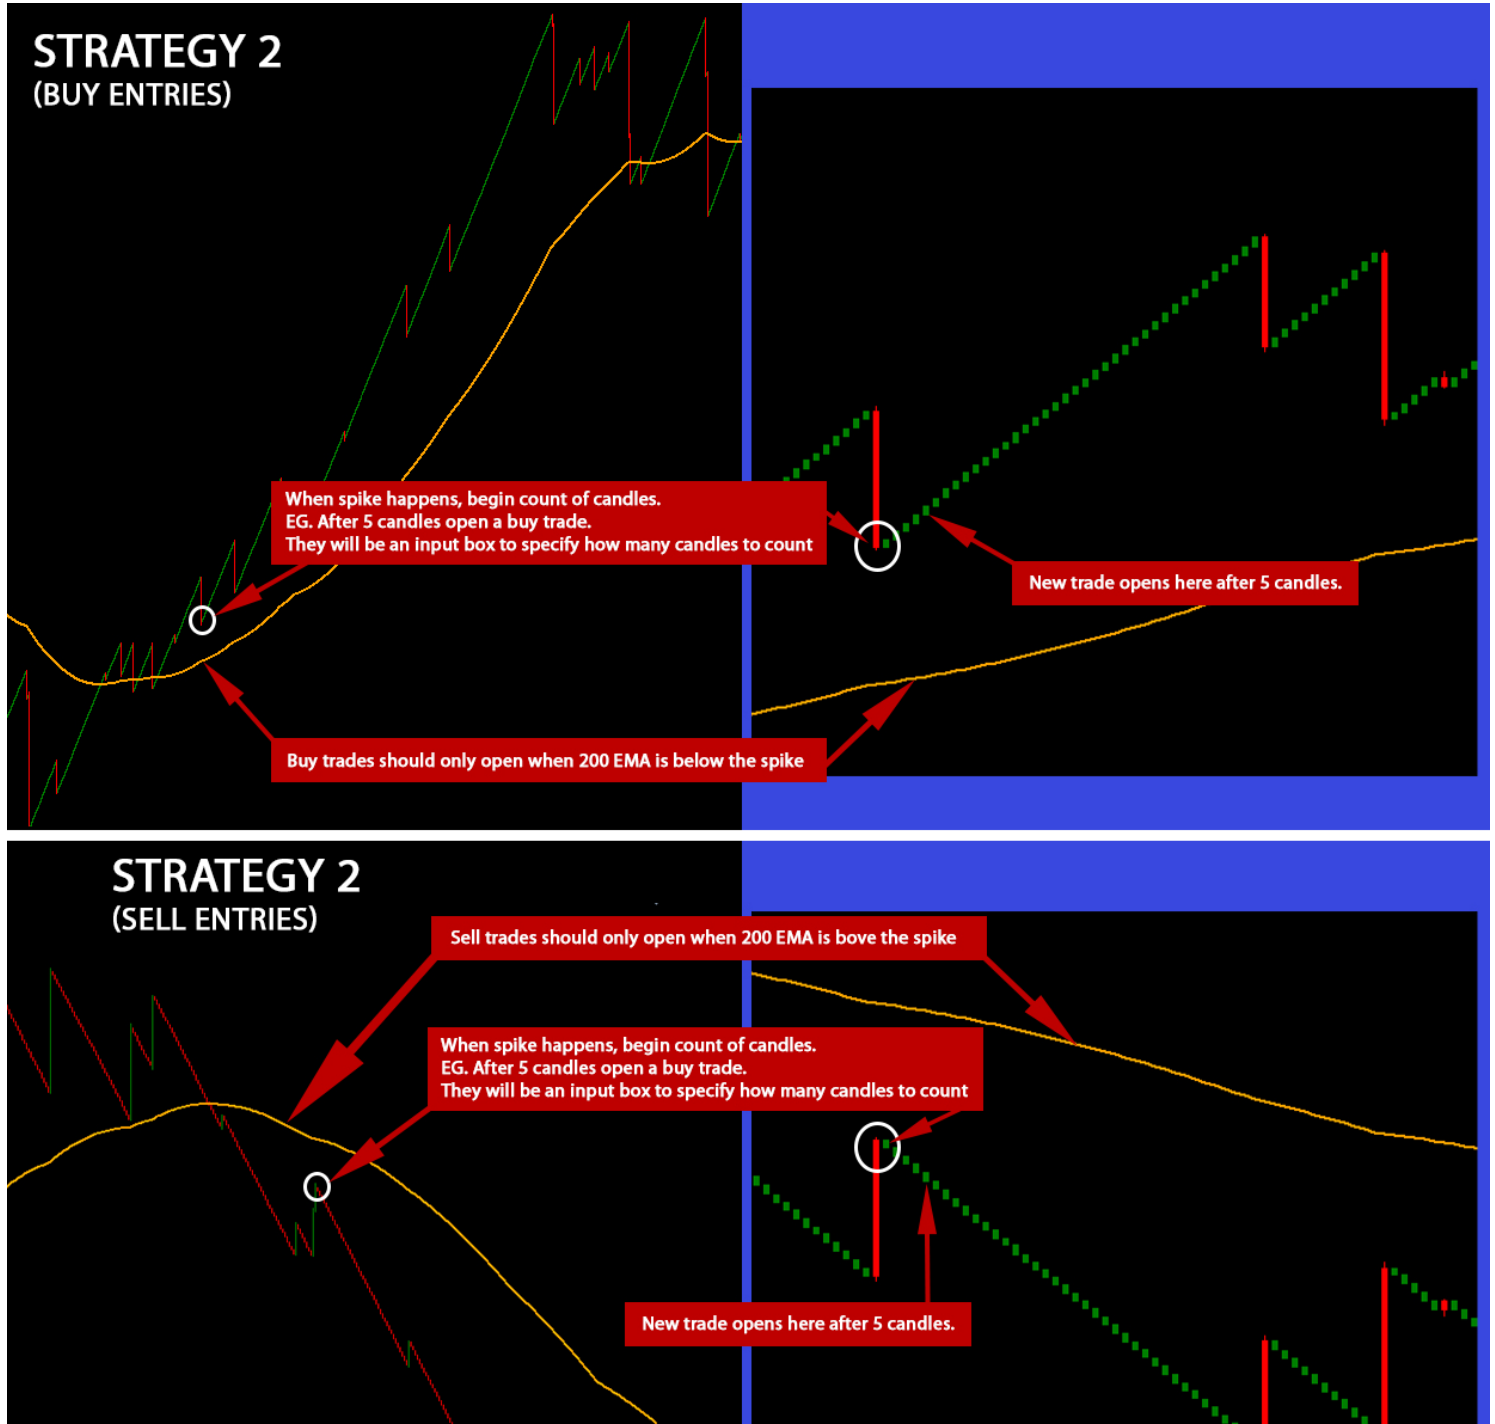 STRATEGY 2
(BUY ENTRIES)
When spike happens, begin count of candles.
EG. After 5 candles open a buy trade.
They will be an input box to specify how many candles to count
New trade opens here after 5 candles.
Buy trades should only open when 200 EMA is below the spike
STRATEGY 2
(SELL ENTRIES)
Sell trades should only open when 200 EMA is bove the spike
When spike happens, begin count of candles.
EG. After 5 candles open a buy trade.
They will be an input box to specify how many candles to count
New trade opens here after 5 candles.